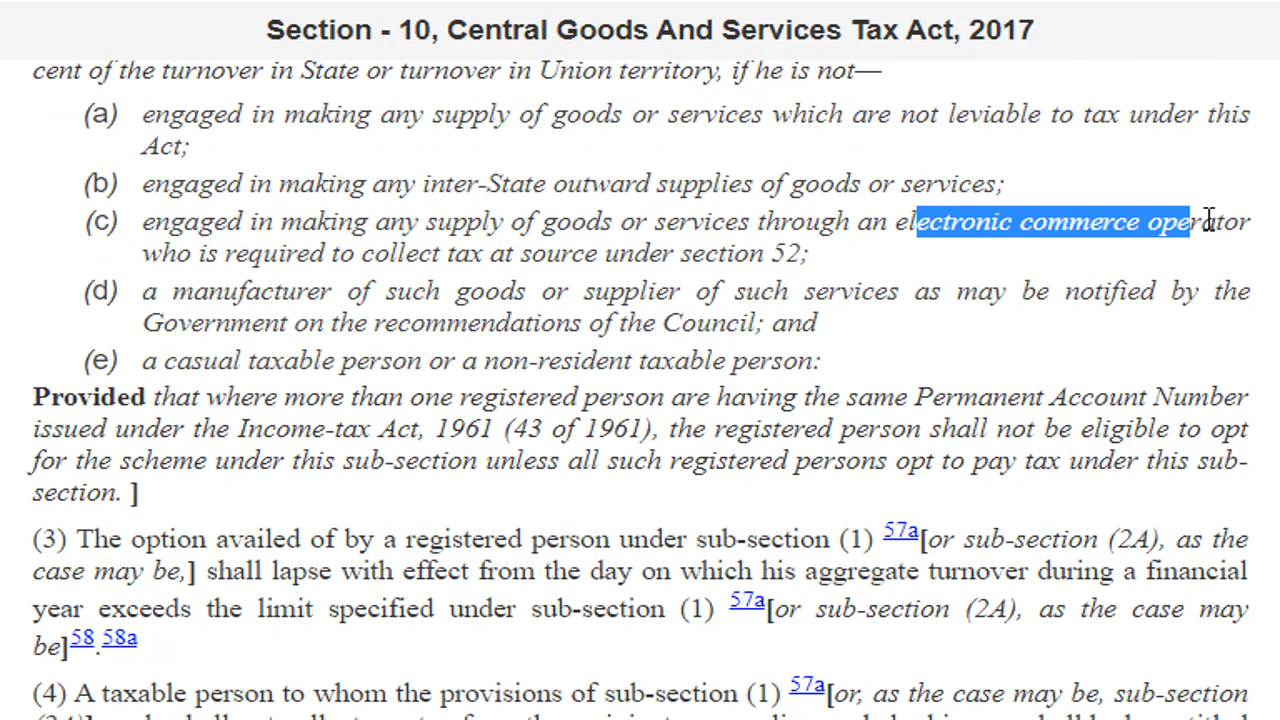 Section - 10, Central Goods And Services Tax Act, 2017
cent of the turnover in State or turnover in Union territory, if he is not—
(a) engaged in making any supply of goods or services which are not leviable to tax under this
Act;
(b) engaged in making any inter-State outward supplies of goods or services;
(c) engaged in making any supply of goods or services through an electronic commerce operator
who is required to collect tax at source under section 52;
(d) a manufacturer of such goods or supplier of such services as may be notified by the
Government on the recommendations of the Council; and
(e) a casual taxable person or a non-resident taxable person:
Provided that where more than one registered person are having the same Permanent Account Number
issued under the Income-tax Act, 1961 (43 of 1961), the registered person shall not be eligible to opt
for the scheme under this sub-section unless all such registered persons opt to pay tax under this sub-
section. ]
(3) The option availed of by a registered person under sub-section (1) 57a[or sub-section (2A), as the
case may be,] shall lapse with effect from the day on which his aggregate turnover during a financial
year exceeds the limit specified under sub-section (1) 57a[or sub-section (2A), as the case may
be]58.58a
(4) A taxable person to whom the provisions of sub-section (1) 57a[or, as the case may be, sub-section